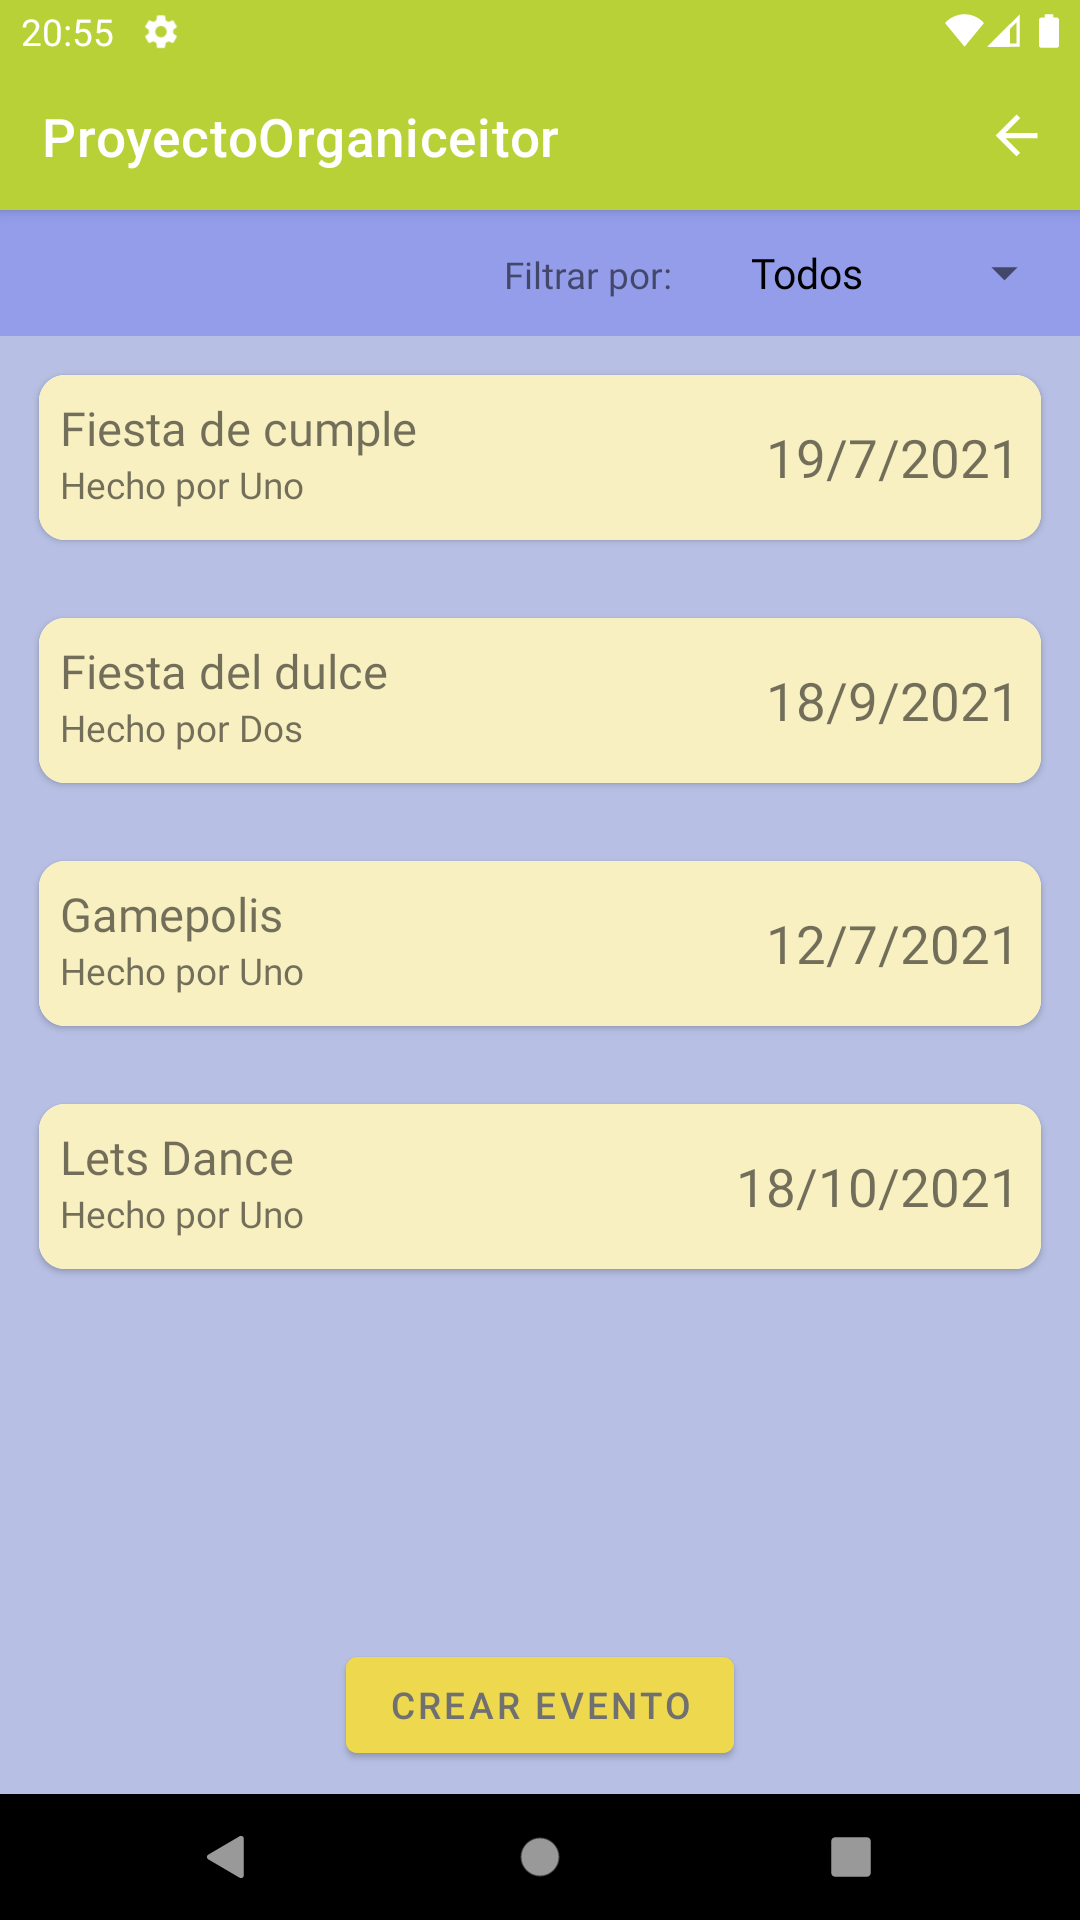 20:55
ProyectoOrganiceitor
Filtrar por: Todos
Fiesta de cumple
Hecho por Uno
19/7/2021
Fiesta del dulce
Hecho por Dos
18/9/2021
Gamepolis
Hecho por Uno
12/7/2021
Lets Dance
Hecho por Uno
18/10/2021
CREAR EVENTO